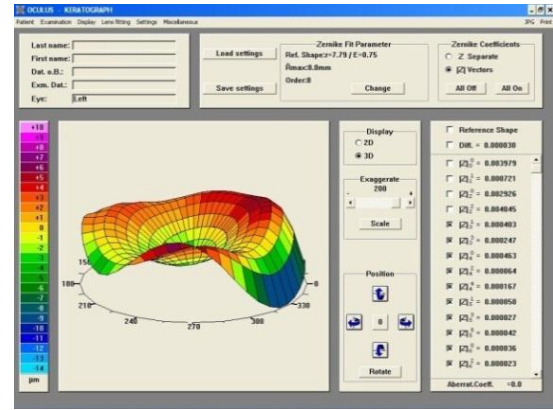 OCULUS - KERATOGRAPH
Patient Examination Display Lens fitting Settings Miscellaneous JPG Print
Last name:
First name:
Dat. o.B.:
Exm. Dat.:
Eye: Left
Load settings
Save settings
Zernike Fit Parameter
Ref. Shape:r=7.79 / E=0.75
Rmax:8.0mm
Order:8
Change
Zernike Coefficients
Z Separate
|Z| Vectors
All Off All On
+10
+9
+8
+7
+6
+5
+4
+3
+2
+1
0
-1
-2
-3
-4
-5
-6
-7
-8
-9
-10
-11
-12
-13
-14
µm
150
180
210
240
270
300
330
0
Display
2D
3D
Exaggerate
200
- +
Scale
Position
0
Rotate
Reference Shape
Diff. = 0.000030
= 0.003979
= 0.000721
= 0.002926
= 0.004045
= 0.000403
= 0.000247
= 0.000463
= 0.000064
= 0.000167
= 0.000050
= 0.000027
= 0.000042
= 0.000036
= 0.000023
Aberrat.Coeff. =0.0